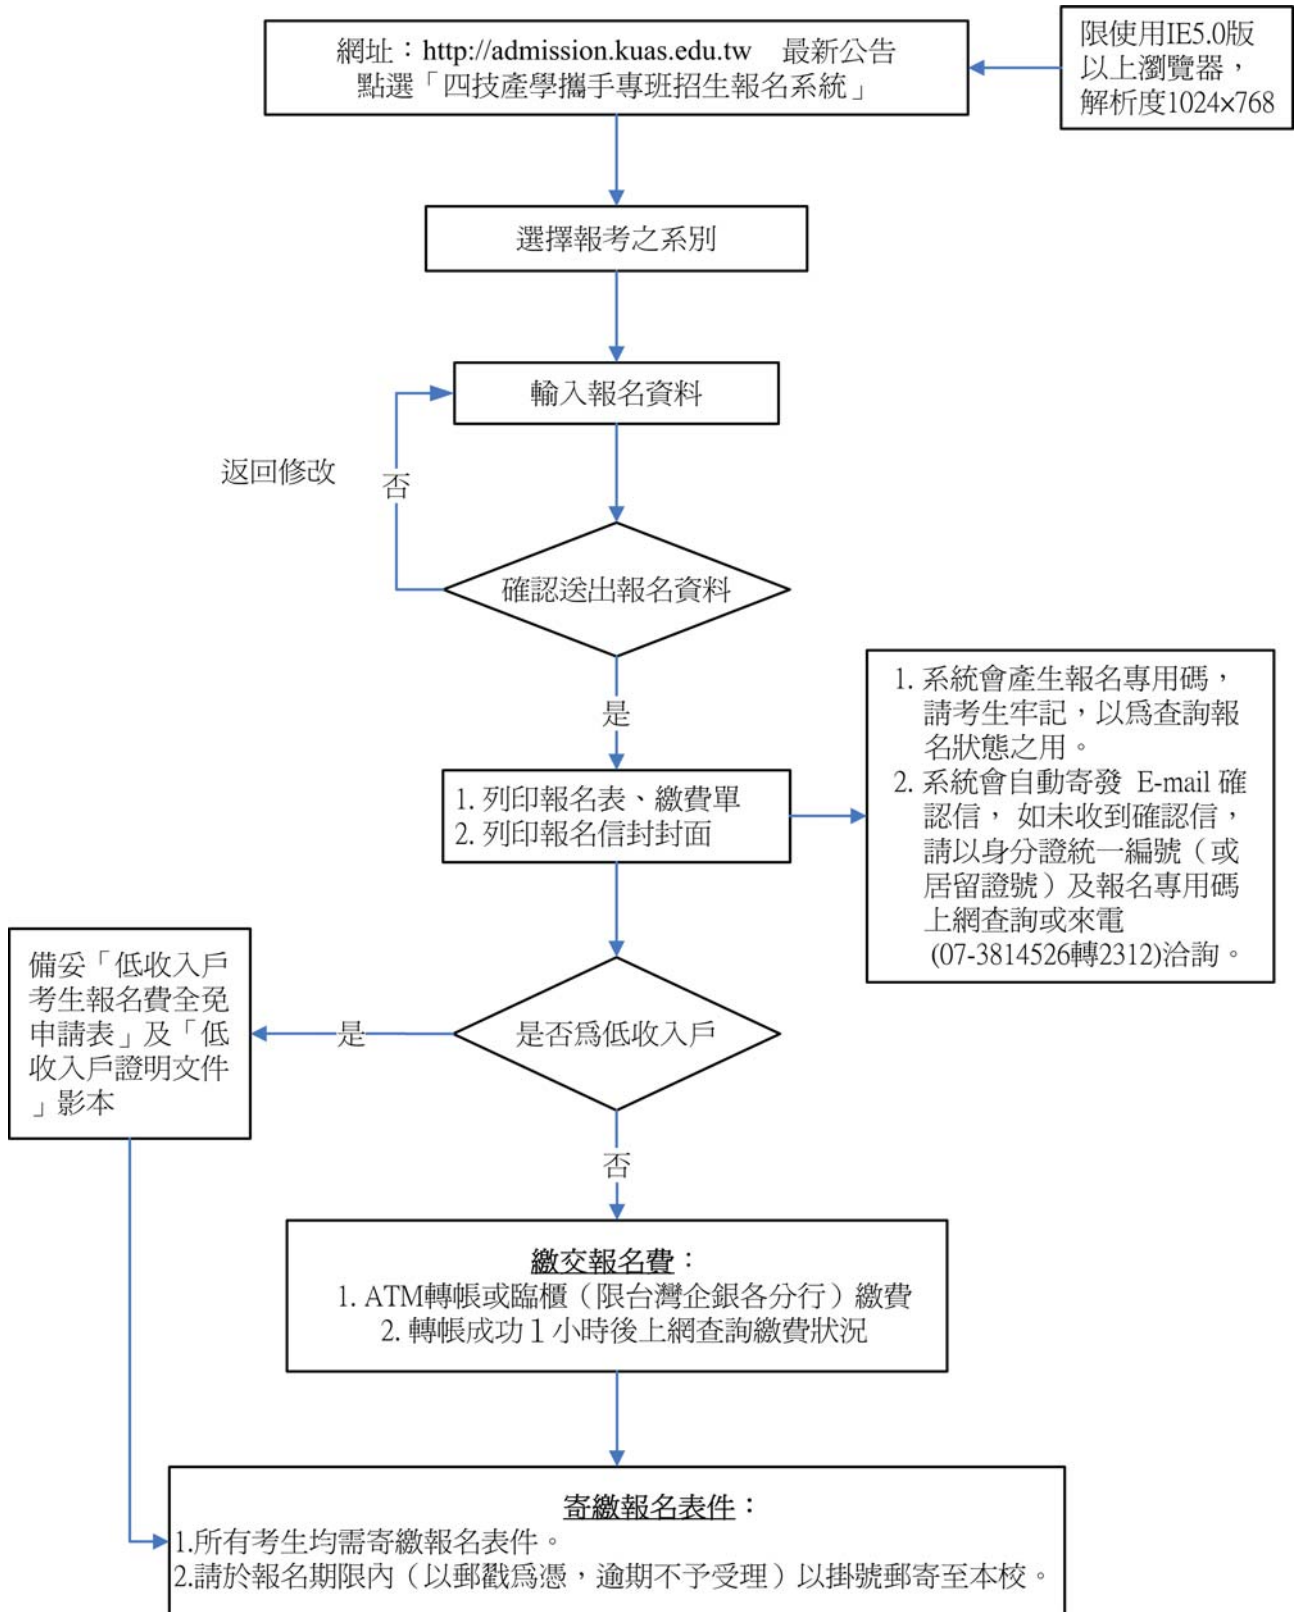 網址：http://admission.kuas.edu.tw 最新公告
點選「四技產學攜手專班招生報名系統」
限使用IE5.0版
以上瀏覽器，
解析度1024×768
選擇報考之系別
輸入報名資料
返回修改
否
確認送出報名資料
是
1. 列印報名表、繳費單
2. 列印報名信封封面
1. 系統會產生報名專用碼，
請考生牢記，以為查詢報
名狀態之用。
2. 系統會自動寄發 E-mail 確
認信， 如未收到確認信，
請以身分證統一編號（或
居留證號）及報名專用碼
上網查詢或來電
(07-3814526轉2312)洽詢。
是否為低收入戶
是
備妥「低收入戶
考生報名費全免
申請表」及「低
收入戶證明文件
」影本
否
繳交報名費：
1. ATM轉帳或臨櫃（限台灣企銀各分行）繳費
2. 轉帳成功１小時後上網查詢繳費狀況
寄繳報名表件：
1.所有考生均需寄繳報名表件。
2.請於報名期限內（以郵戳為憑，逾期不予受理）以掛號郵寄至本校。